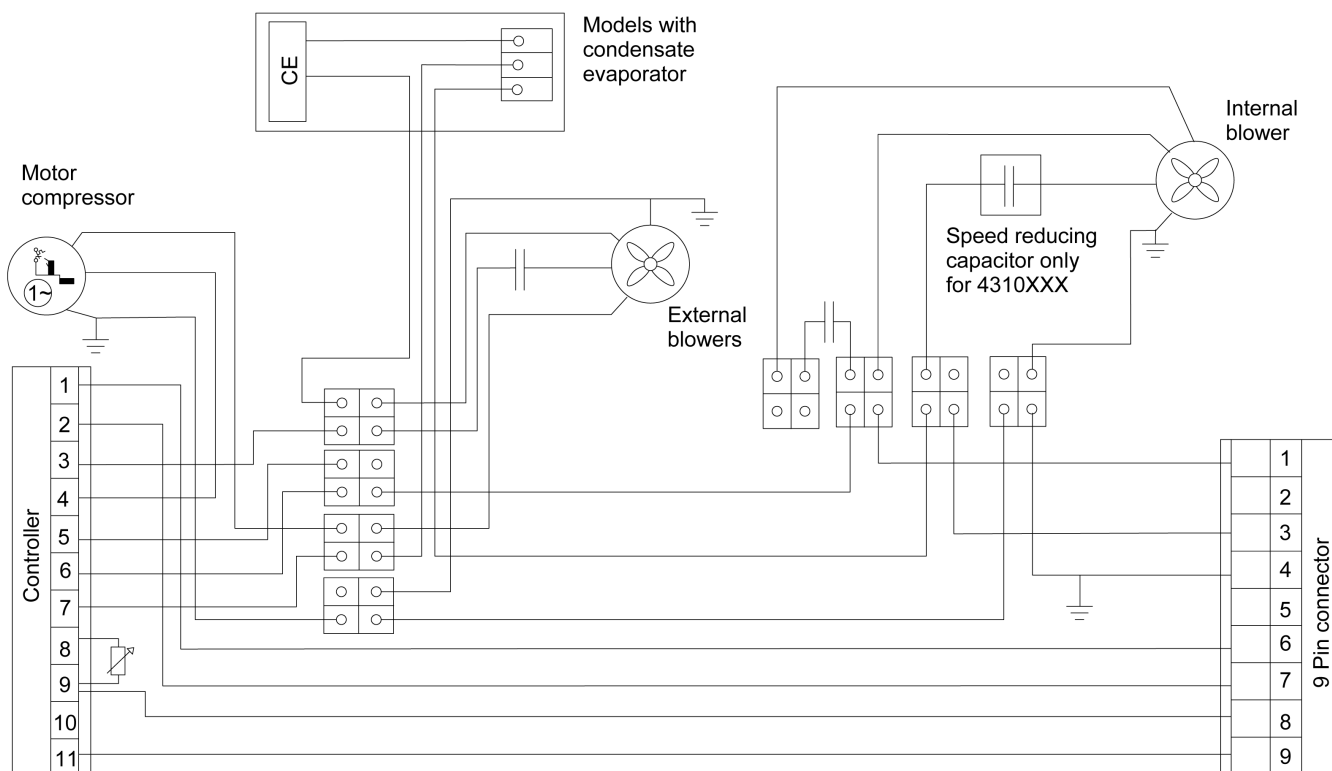 Models with
condensate
evaporator
CE
Internal
blower
Motor
compressor
1~
Speed reducing
capacitor only
for 4310XXX
External
blowers
Controller
1
2
3
4
5
6
7
8
9
10
11
1
2
3
4
5
6
7
8
9
9 Pin connector